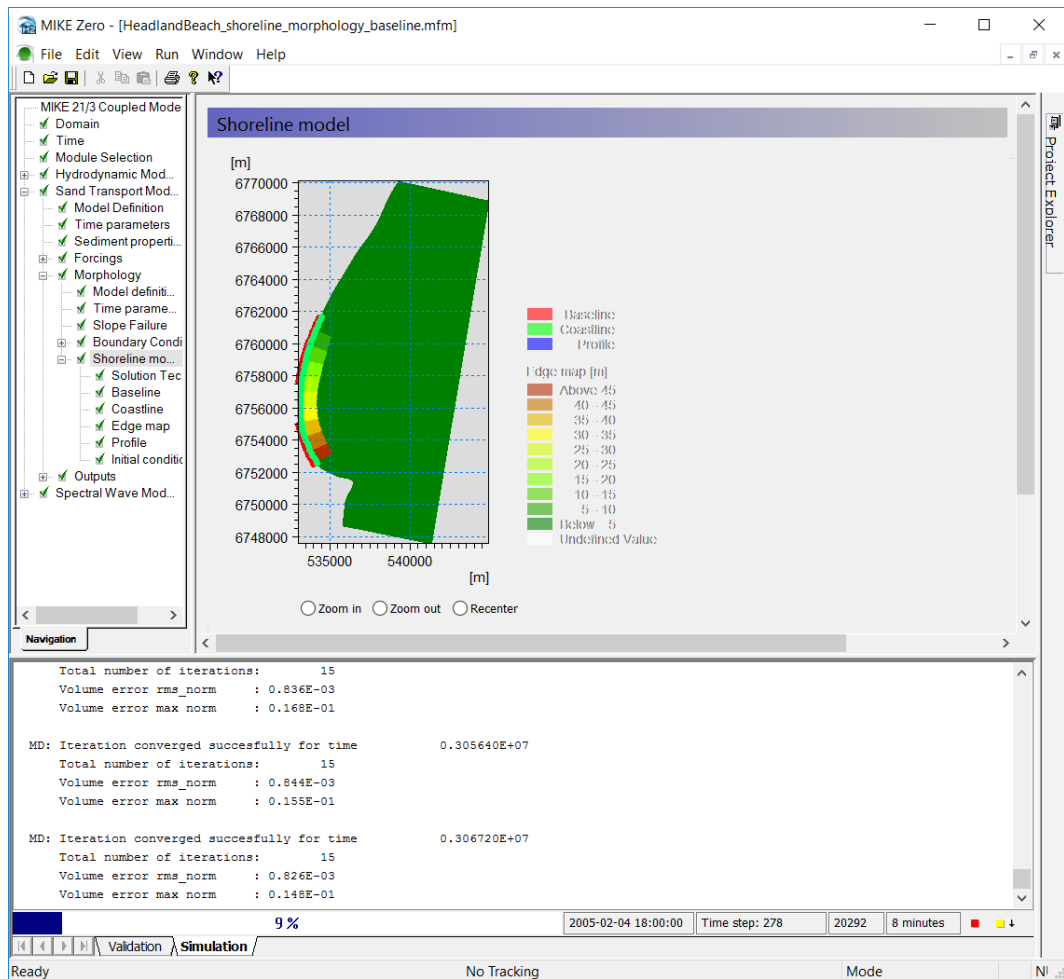 MIKE Zero - [HeadlandBeach_shoreline_morphology_baseline.mfm]
File Edit View Run Window Help
MIKE 21/3 Coupled Mode
Domain
Time
Module Selection
Hydrodynamic Mod...
Sand Transport Mod...
Model Definition
Time parameters
Sediment properti...
Forcings
Morphology
Model definiti...
Time parame...
Slope Failure
Boundary Condi
Shoreline mo...
Solution Tec
Baseline
Coastline
Edge map
Profile
Initial conditic
Outputs
Spectral Wave Mod...
Navigation
Shoreline model
[m]
6770000
6768000
6766000
6764000
6762000
6760000
6758000
6756000
6754000
6752000
6750000
6748000
535000 540000
[m]
Baseline
Coastline
Profile
Edge map [m]
Above 45
40 - 45
35 - 40
30 - 35
25 - 30
20 - 25
15 - 20
10 - 15
5 - 10
Below 5
Undefined Value
Zoom in Zoom out Recenter
Project Explorer
Total number of iterations: 15
Volume error rms_norm : 0.836E-03
Volume error max norm : 0.168E-01
MD: Iteration converged succesfully for time 0.305640E+07
Total number of iterations: 15
Volume error rms_norm : 0.844E-03
Volume error max norm : 0.155E-01
MD: Iteration converged succesfully for time 0.306720E+07
Total number of iterations: 15
Volume error rms_norm : 0.826E-03
Volume error max norm : 0.148E-01
9 % 2005-02-04 18:00:00 Time step: 278 20292 8 minutes
Validation Simulation
Ready No Tracking Mode NU